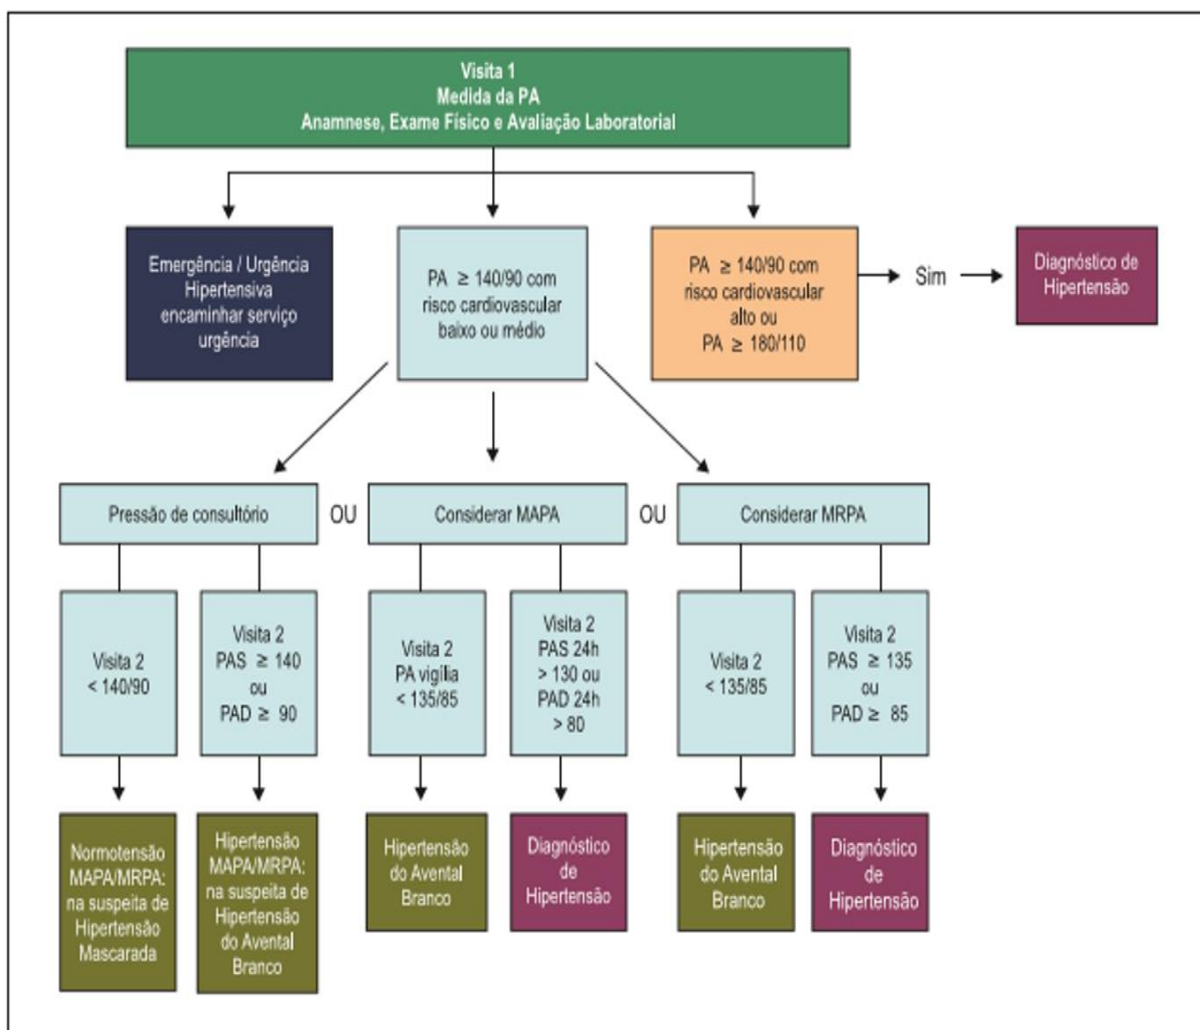 Visita 1
Medida da PA
Anamnese, Exame Físico e Avaliação Laboratorial
Emergência / Urgência
Hipertensiva
encaminhar serviço
urgência
PA ≥ 140/90 com
risco cardiovascular
baixo ou médio
PA ≥ 140/90 com
risco cardiovascular
alto ou
PA ≥ 180/110
Sim
Diagnóstico de
Hipertensão
Pressão de consultório
OU
Considerar MAPA
OU
Considerar MRPA
Visita 2
< 140/90
Visita 2
PAS ≥ 140
ou
PAD ≥ 90
Visita 2
PA vigília
< 135/85
Visita 2
PAS 24h
> 130 ou
PAD 24h
> 80
Visita 2
< 135/85
Visita 2
PAS ≥ 135
ou
PAD ≥ 85
Normotensão
MAPA/MRPA:
na suspeita de
Hipertensão
Mascarada
Hipertensão
MAPA/MRPA:
na suspeita de
Hipertensão
do Avental
Branco
Hipertensão
do Avental
Branco
Diagnóstico
de
Hipertensão
Hipertensão
do Avental
Branco
Diagnóstico
de
Hipertensão